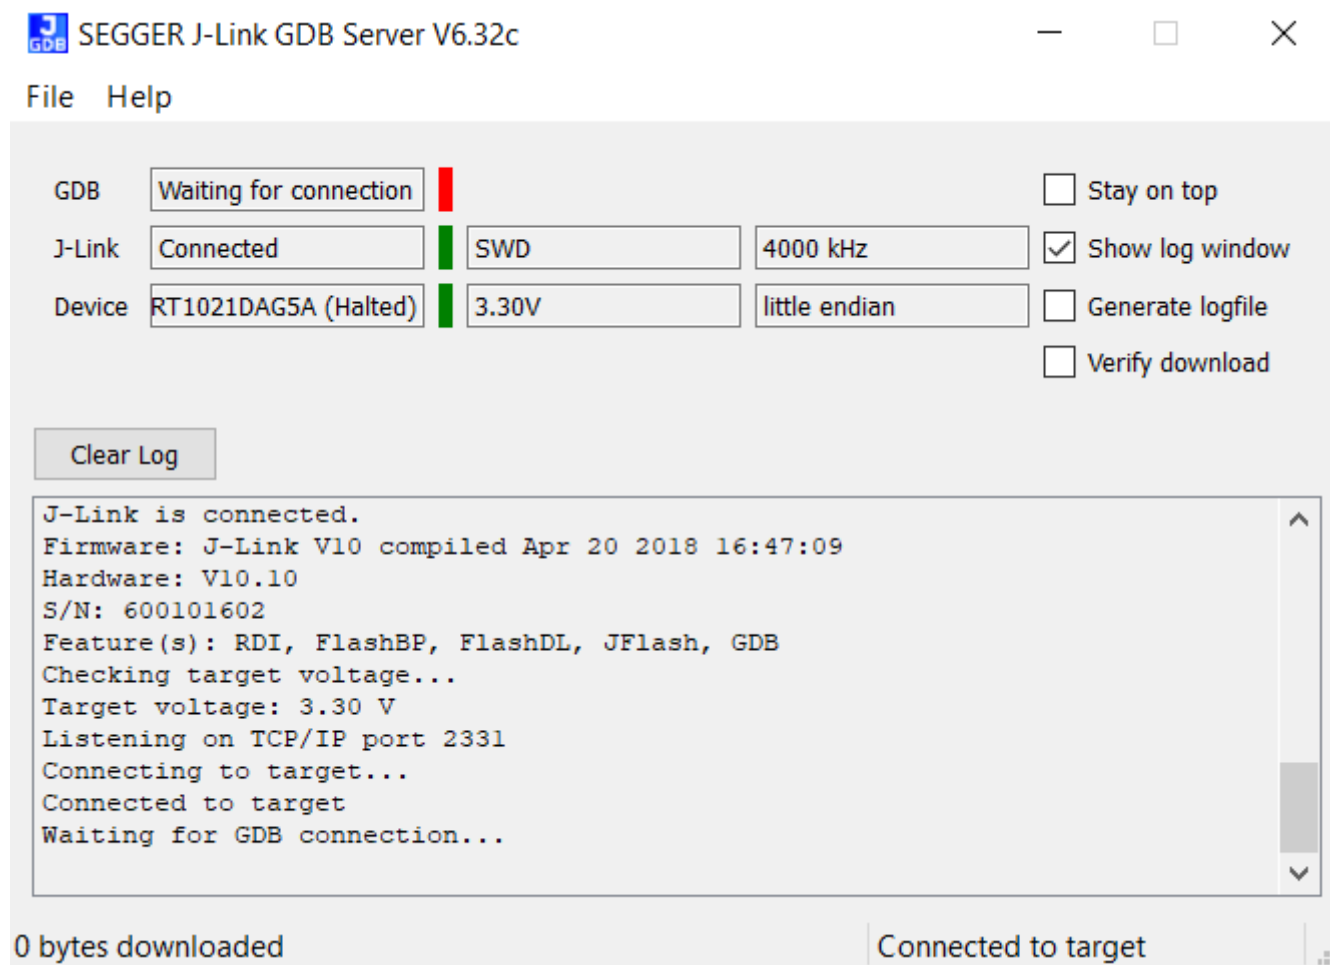 J GDB SEGGER J-Link GDB Server V6.32c
File Help
GDB Waiting for connection Stay on top
J-Link Connected SWD 4000 kHz Show log window
Device RT1021DAG5A (Halted) 3.30V little endian Generate logfile
Verify download
Clear Log
J-Link is connected.
Firmware: J-Link V10 compiled Apr 20 2018 16:47:09
Hardware: V10.10
S/N: 600101602
Feature(s): RDI, FlashBP, FlashDL, JFlash, GDB
Checking target voltage...
Target voltage: 3.30 V
Listening on TCP/IP port 2331
Connecting to target...
Connected to target
Waiting for GDB connection...
0 bytes downloaded Connected to target